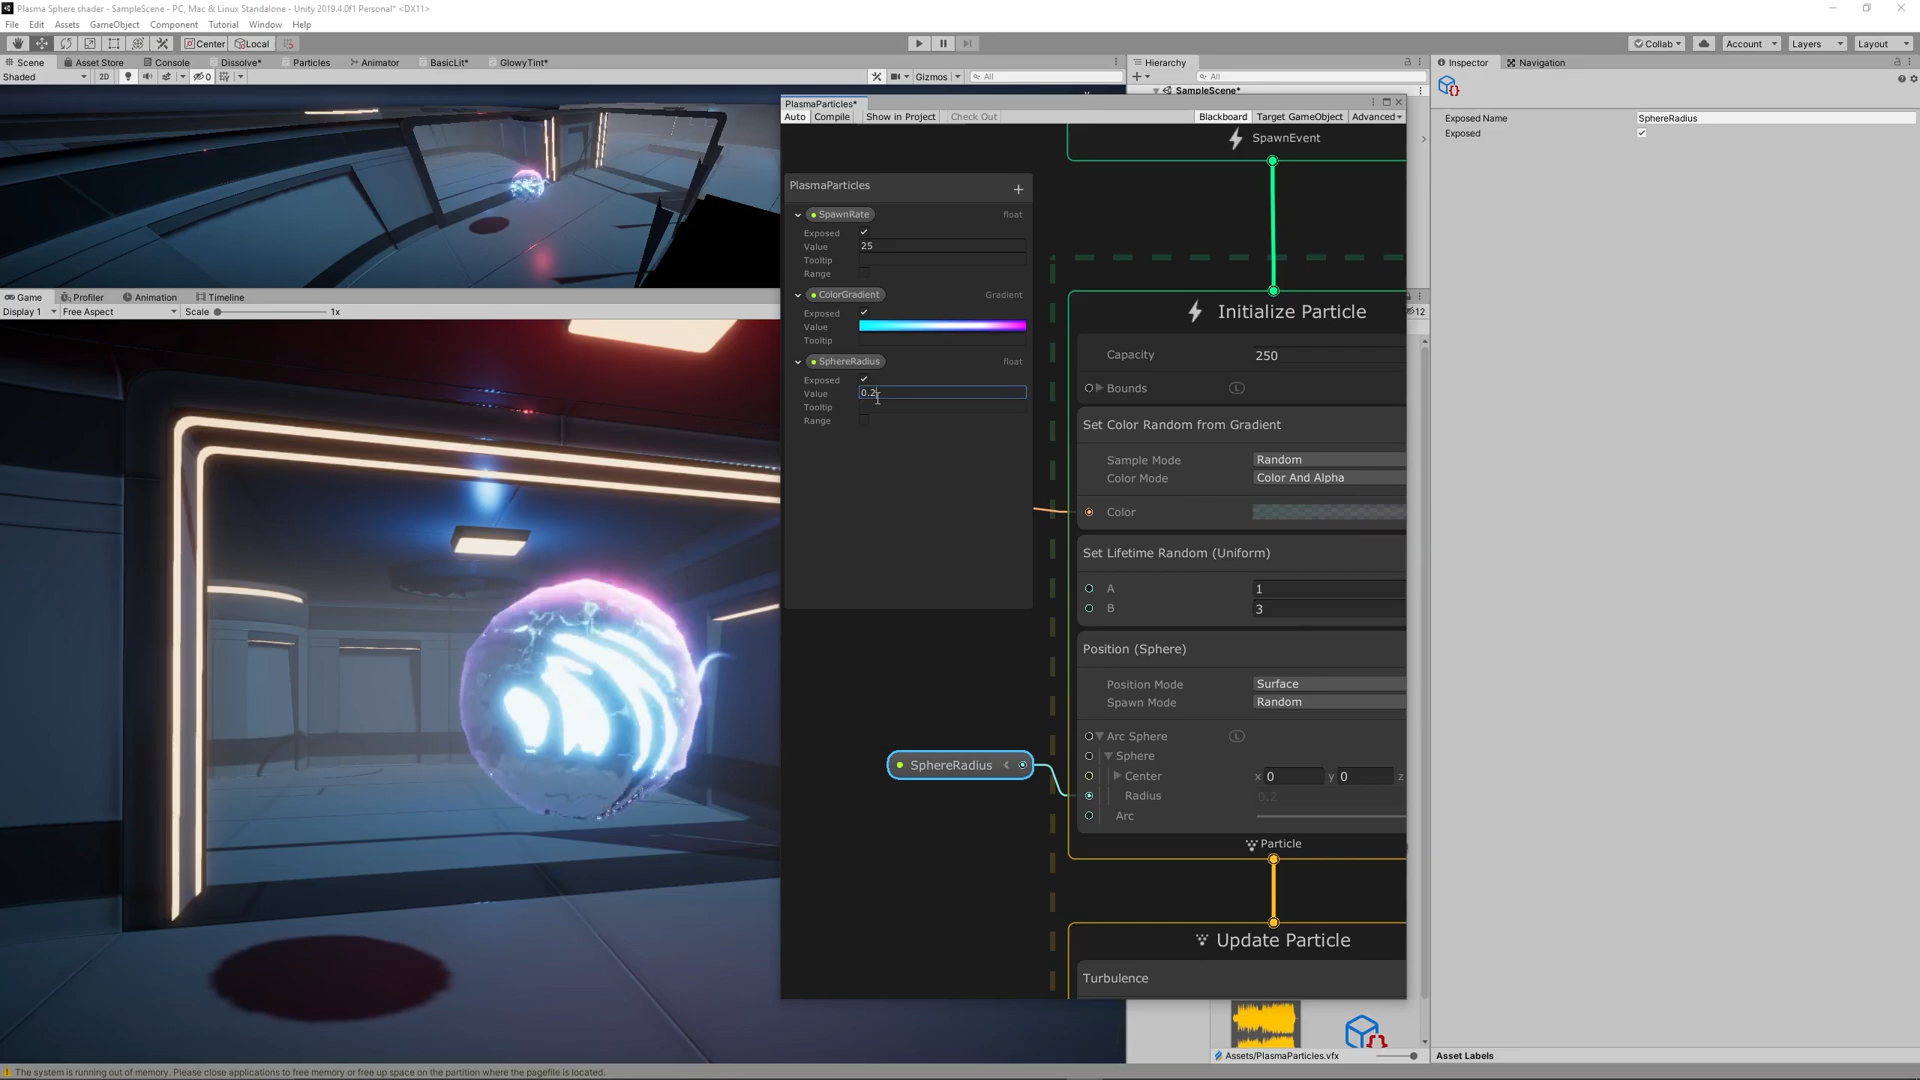 Plasma Sphere shader - SampleScene - PC, Mac & Linux Standalone - Unity 2019.4.0f1 Personal* <DX11>
File Edit Assets GameObject Component Tutorial Window Help
Center Local Collab Account Layers Layout
Scene Asset Store Console Dissolve* Particles Animator BasicLit* GlowyTint*
Shaded 2D 0 Gizmos All
Hierarchy
All
SampleScene*
Inspector Navigation
Exposed Name SphereRadius
Exposed
PlasmaParticles*
Auto Compile Show in Project Check Out Blackboard Target GameObject Advanced
SpawnEvent
PlasmaParticles +
SpawnRate float
Exposed
Value 25
Tooltip
Range
ColorGradient Gradient
Exposed
Value
Tooltip
SphereRadius float
Exposed
Value 0.2
Tooltip
Range
Game Profiler Animation Timeline
Display 1 Free Aspect Scale 1x
12
Initialize Particle
Capacity 250
Bounds L
Set Color Random from Gradient
Sample Mode Random
Color Mode Color And Alpha
Color
Set Lifetime Random (Uniform)
A 1
B 3
Position (Sphere)
Position Mode Surface
Spawn Mode Random
Arc Sphere L
Sphere
Center x 0 y 0 z
Radius 0.2
Arc
SphereRadius
Particle
Update Particle
Turbulence
Assets/PlasmaParticles.vfx
Asset Labels
The system is running out of memory. Please close applications to free memory or free up space on the partition where the pagefile is located.